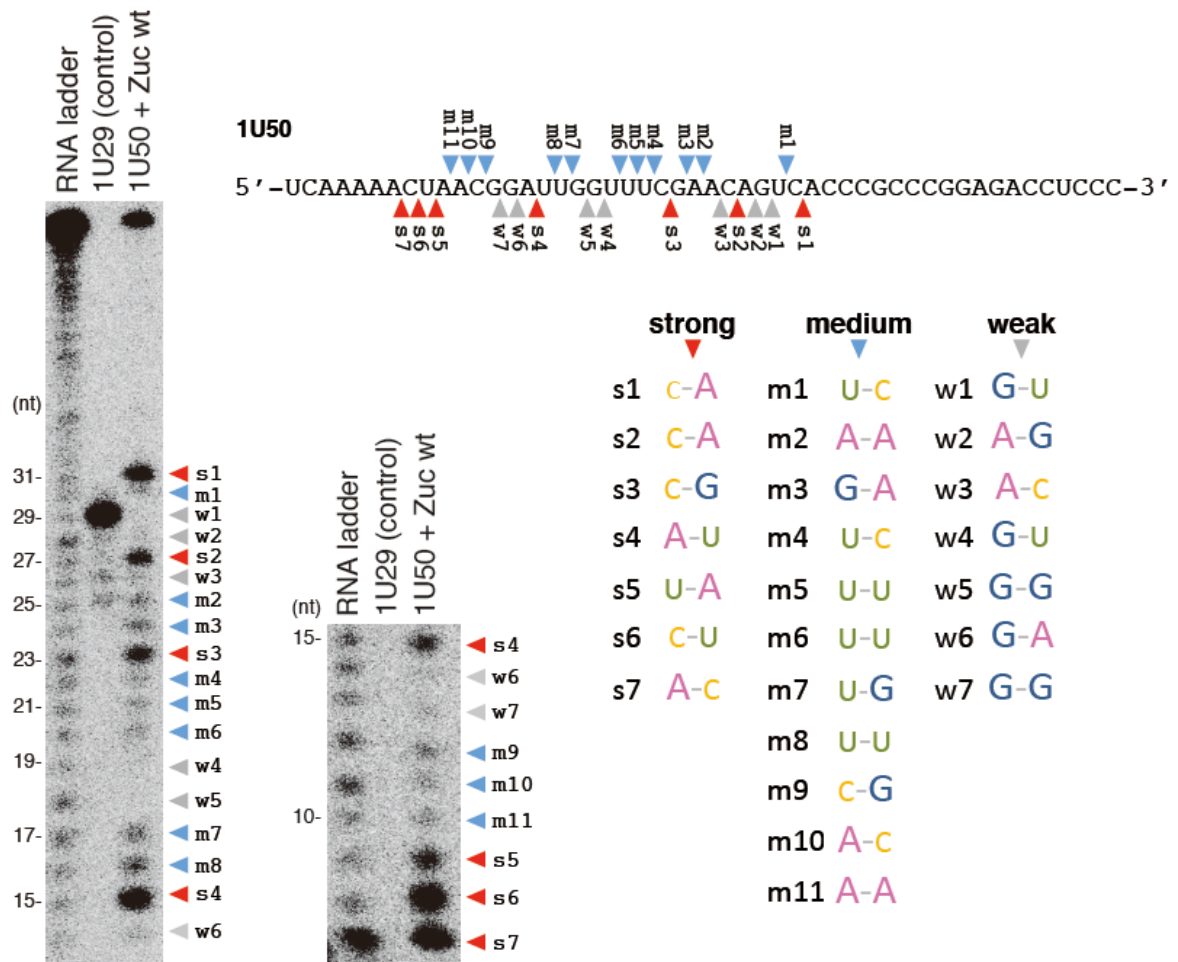 RNA ladder
1U29 (control)
1U50 + Zuc wt
(nt)
31-
29-
27-
25-
23-
21-
19-
17-
15-
s1
m1
w1
w2
s2
w3
m2
m3
s3
m4
m5
m6
w4
w5
m7
m8
s4
w6
1U50
m11
m10
m9
m8
m7
m6
m5
m4
m3
m2
m1
5'-UCAAAAACUAACGGAUUGGUUUCGAACAGUCACCCGCCCGGAGACCUCCC-3'
s7
s6
s5
w7
w6
s4
w5
w4
s3
w3
s2
w2
w1
s1
RNA ladder
1U29 (control)
1U50 + Zuc wt
(nt)
15-
10-
s4
w6
w7
m9
m10
m11
s5
s6
s7
strong
s1 C-A
s2 C-A
s3 C-G
s4 A-U
s5 U-A
s6 C-U
s7 A-C
medium
m1 U-C
m2 A-A
m3 G-A
m4 U-C
m5 U-U
m6 U-U
m7 U-G
m8 U-U
m9 C-G
m10 A-C
m11 A-A
weak
w1 G-U
w2 A-G
w3 A-C
w4 G-U
w5 G-G
w6 G-A
w7 G-G